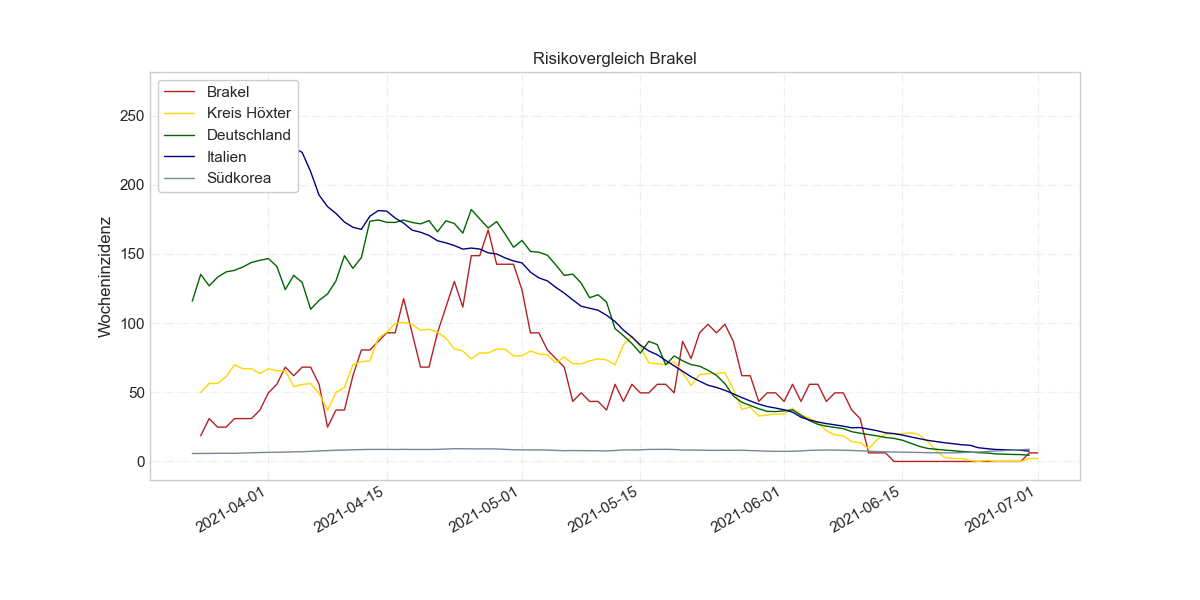 Risikovergleich Brakel
Brakel
Kreis Höxter
Deutschland
Italien
Südkorea
Wocheninzidenz
250
200
150
100
50
0
2021-04-01
2021-04-15
2021-05-01
2021-05-15
2021-06-01
2021-06-15
2021-07-01